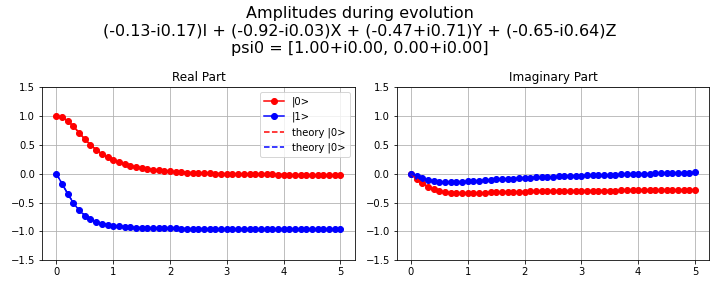 Amplitudes during evolution
(-0.13-i0.17)I + (-0.92-i0.03)X + (-0.47+i0.71)Y + (-0.65-i0.64)Z
psi0 = [1.00+i0.00, 0.00+i0.00]
Real Part
1.5
1.0
0.5
0.0
−0.5
−1.0
−1.5
0 1 2 3 4 5
|0>
|1>
theory |0>
theory |0>
Imaginary Part
1.5
1.0
0.5
0.0
−0.5
−1.0
−1.5
0 1 2 3 4 5